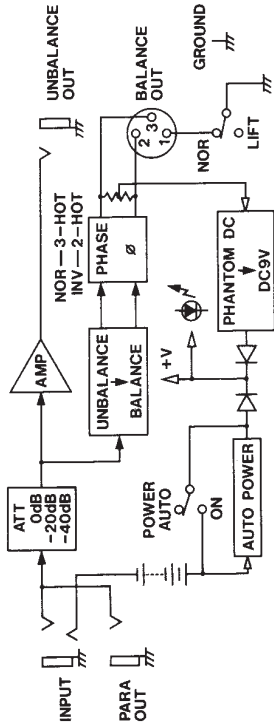 INPUT
PARA
OUT
ATT
0dB
-20dB
-40dB
AMP
UNBALANCE
OUT
UNBALANCE
BALANCE
NOR—3-HOT
INV—2-HOT
PHASE
ø
2
3
1
BALANCE
OUT
GROUND
NOR
LIFT
POWER
AUTO
ON
+V
AUTO POWER
PHANTOM DC
DC9V